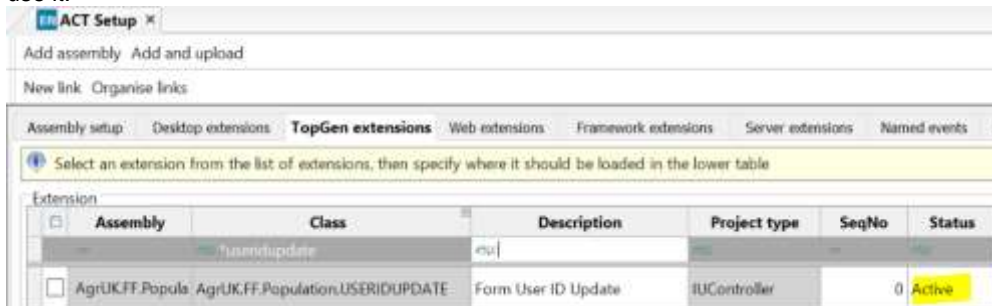 use it.
EN ACT Setup ×
Add assembly Add and upload
New link Organise links
Assembly setup Desktop extensions TopGen extensions Web extensions Framework extensions Server extensions Named events
Select an extension from the list of extensions, then specify where it should be loaded in the lower table
Extension
Assembly Class Description Project type SeqNo Status
*useridupdate
AgrUK.FF.Popula AgrUK.FF.Population.USERIDUPDATE Form User ID Update IUController 0 Active